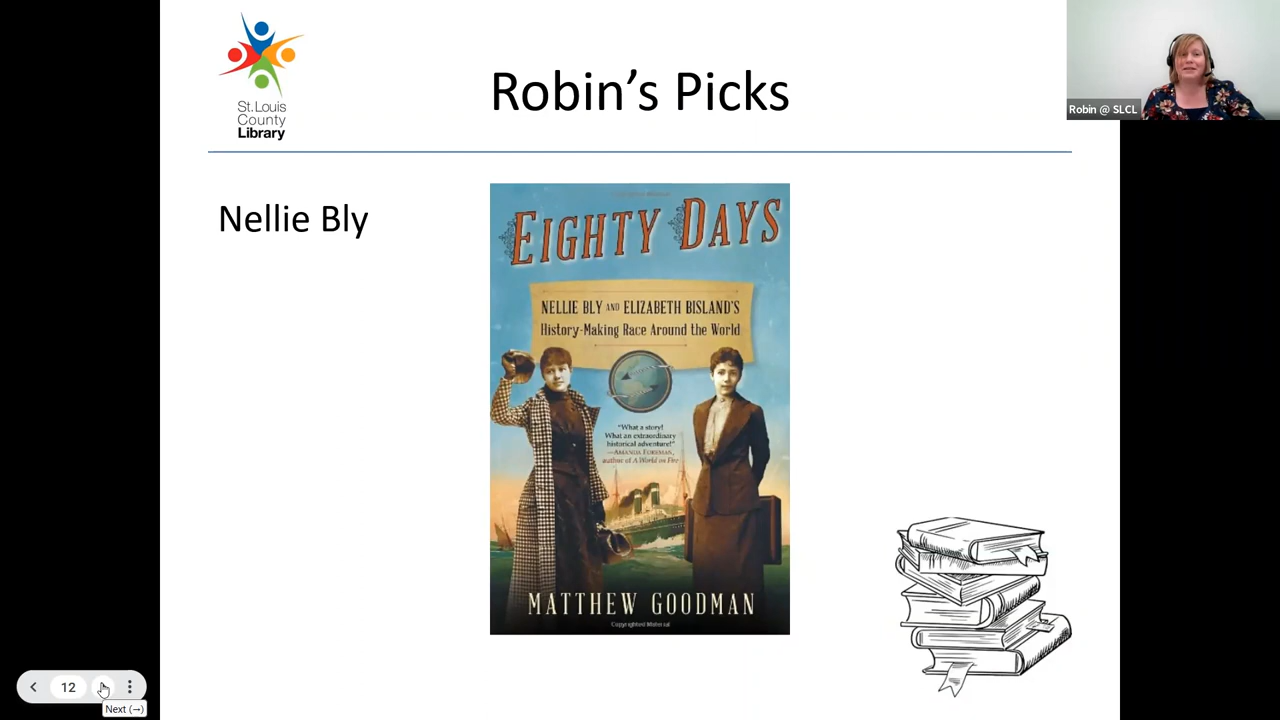 St.Louis
County
Library
Robin’s Picks
Robin @ SLCL
Nellie Bly
EIGHTY DAYS
NELLIE BLY AND ELIZABETH BISLAND'S
History-Making Race Around the World
"What a story!
What an extraordinary
historical adventure!"
—AMANDA FOREMAN,
author of A World on Fire
MATTHEW GOODMAN
Copyrighted Material
12
Next (→)